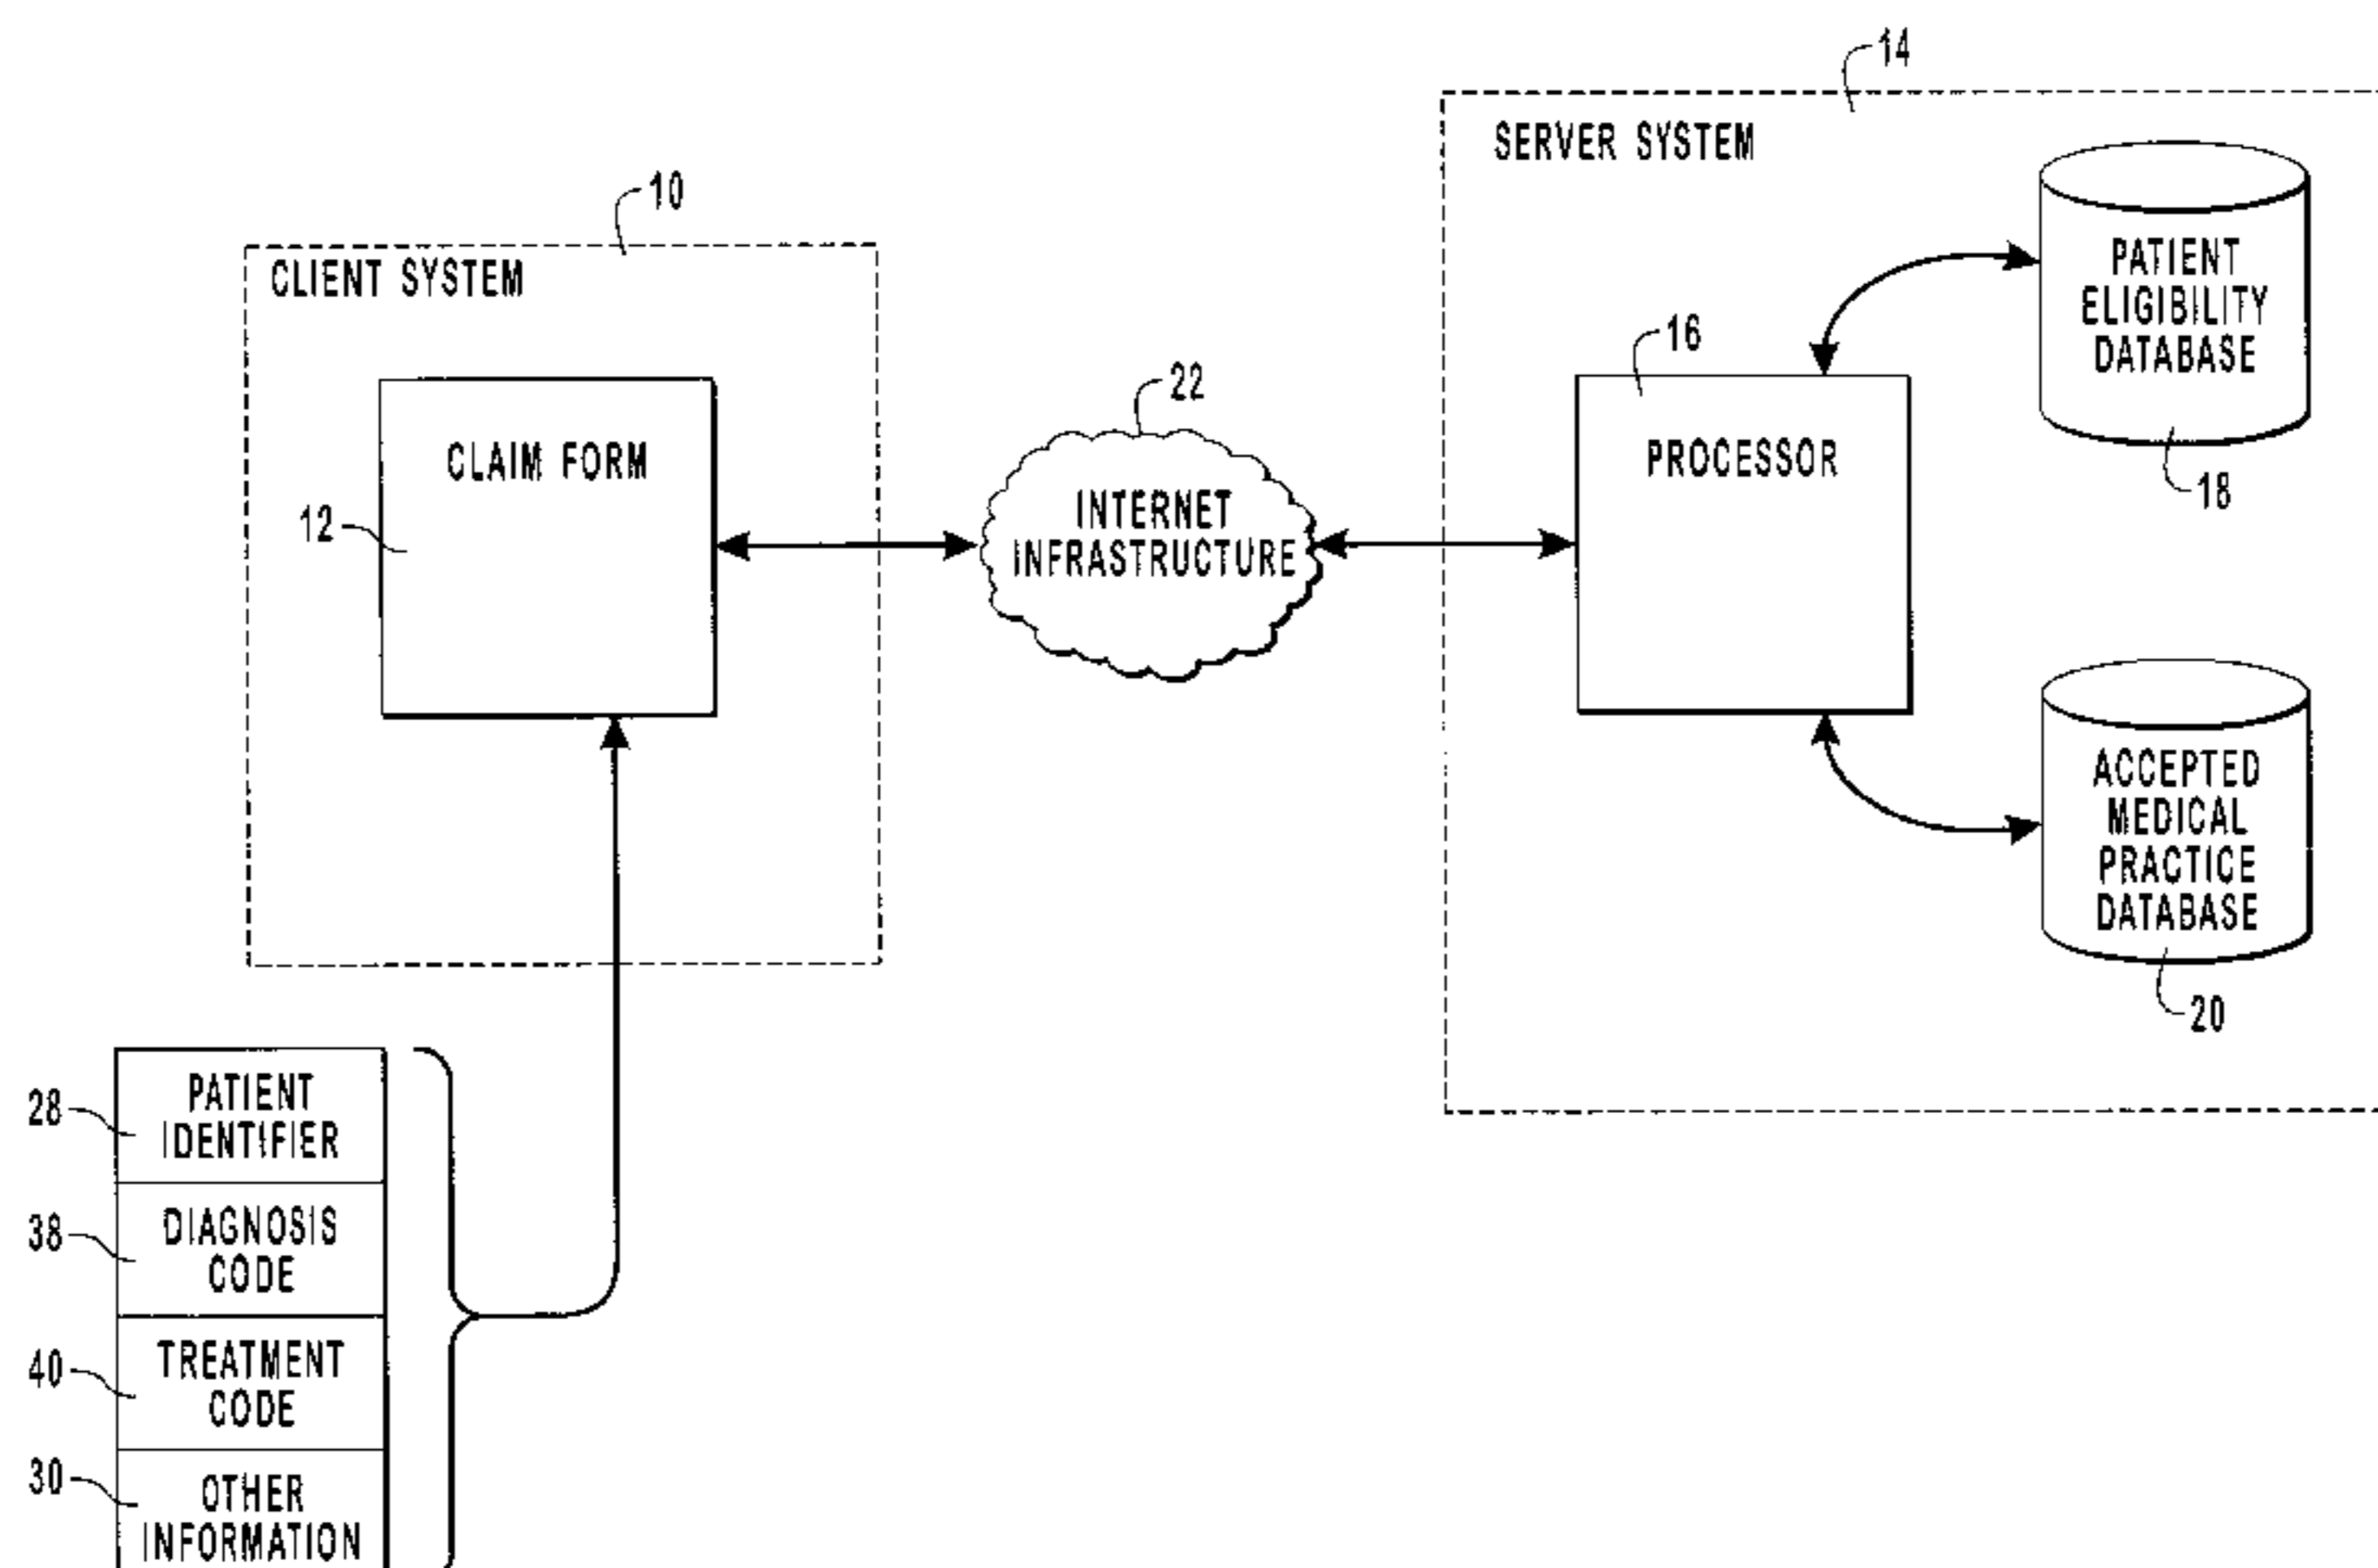 14
SERVER SYSTEM
10
CLIENT SYSTEM
PATIENT
ELIGIBILITY
DATABASE
18
16
PROCESSOR
22
INTERNET
INFRASTRUCTURE
CLAIM FORM
12
ACCEPTED
MEDICAL
PRACTICE
DATABASE
20
28
PATIENT
IDENTIFIER
38
DIAGNOSIS
CODE
40
TREATMENT
CODE
30
OTHER
INFORMATION